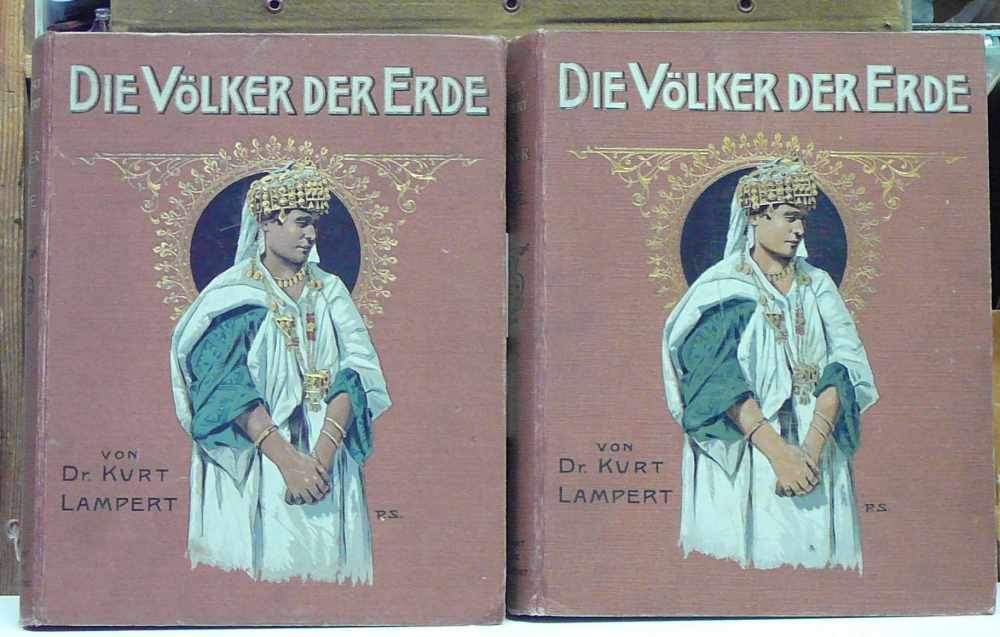 DIE VÖLKER DER ERDE
VON
DR. KURT
LAMPERT
P.S.
DIE VÖLKER DER ERDE
VON
DR. KURT
LAMPERT
P.S.